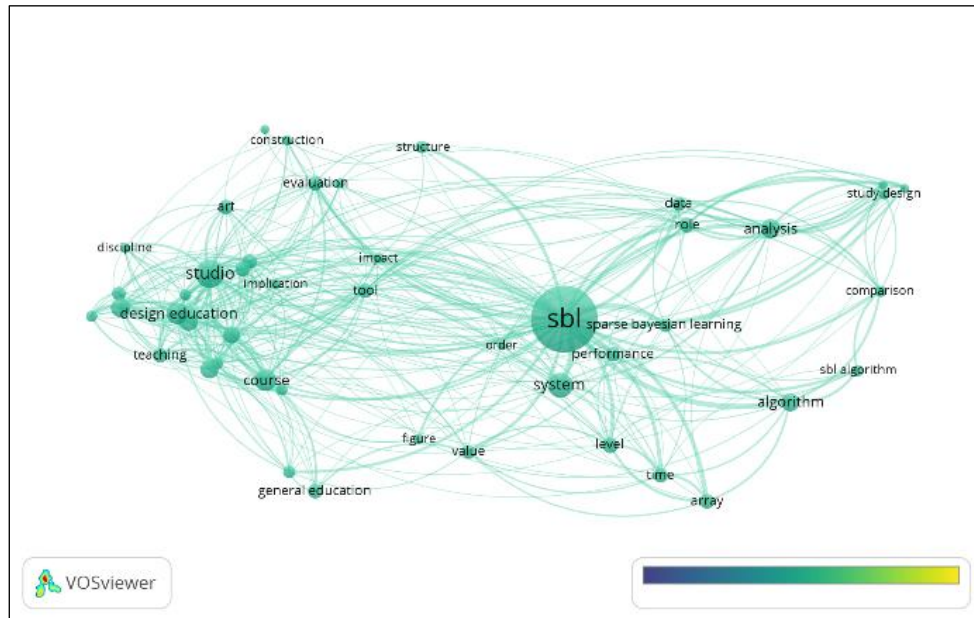 construction
structure
evaluation
study design
data
art
role
analysis
discipline
impact
studio
implication
tool
comparison
design education
sbl
sparse bayesian learning
order
performance
teaching
sbl algorithm
course
system
algorithm
figure
level
value
time
general education
array
VOSviewer